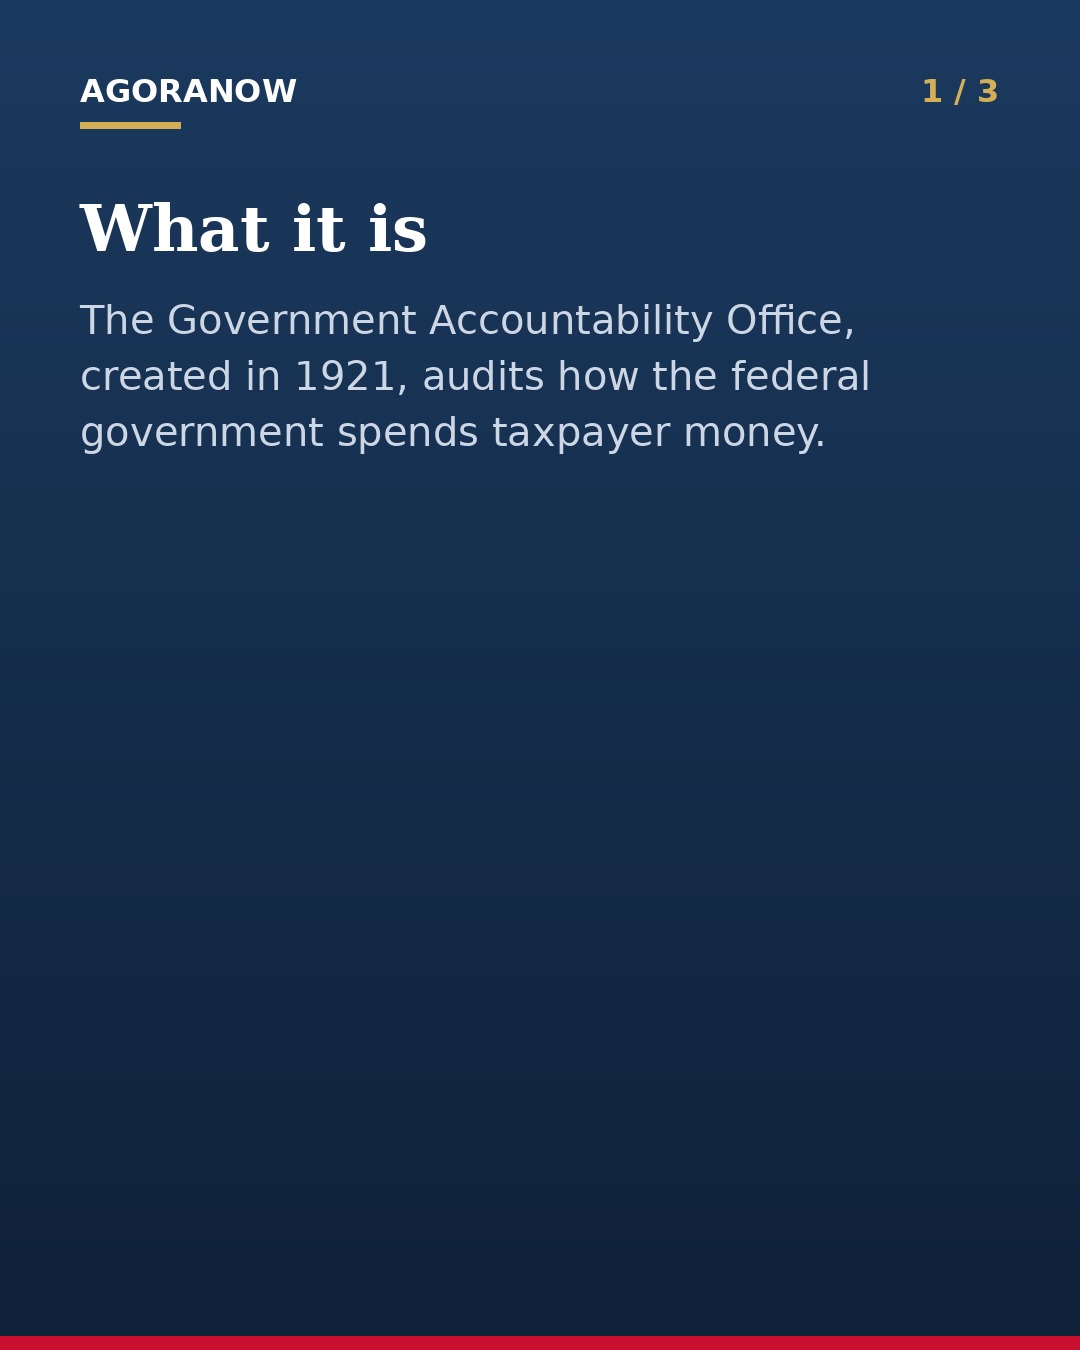 AGORANOW
1 / 3
What it is
The Government Accountability Office,
created in 1921, audits how the federal
government spends taxpayer money.